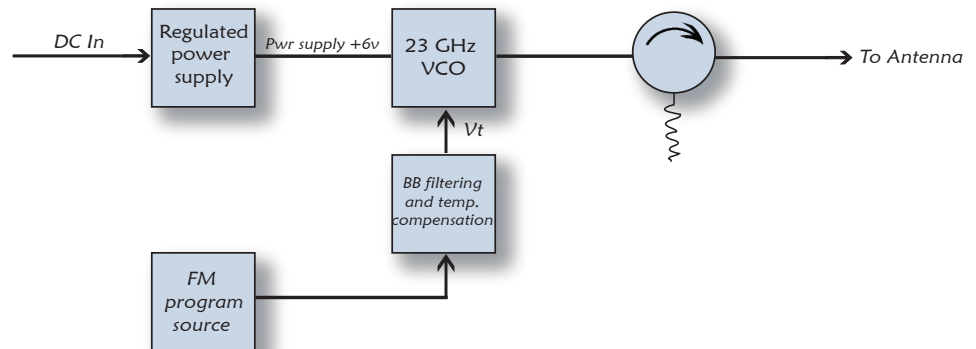 DC In
Regulated
power
supply
Pwr supply +6v
23 GHz
VCO
To Antenna
Vt
BB filtering
and temp.
compensation
FM
program
source